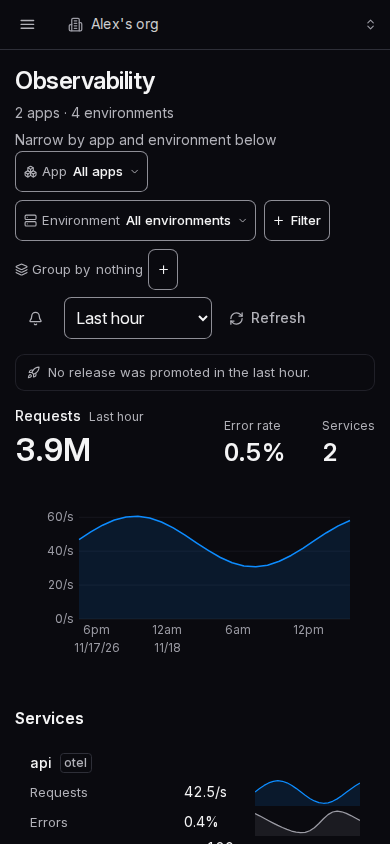 Alex's org
Observability
2 apps · 4 environments
Narrow by app and environment below
App All apps
Environment All environments
Filter
Group by nothing
Last hour
Refresh
No release was promoted in the last hour.
Requests Last hour
3.9M
Error rate
0.5%
Services
2
60/s
40/s
20/s
0/s
6pm 12am 6am 12pm
11/17/26 11/18
Services
api otel
Requests 42.5/s
Errors 0.4%